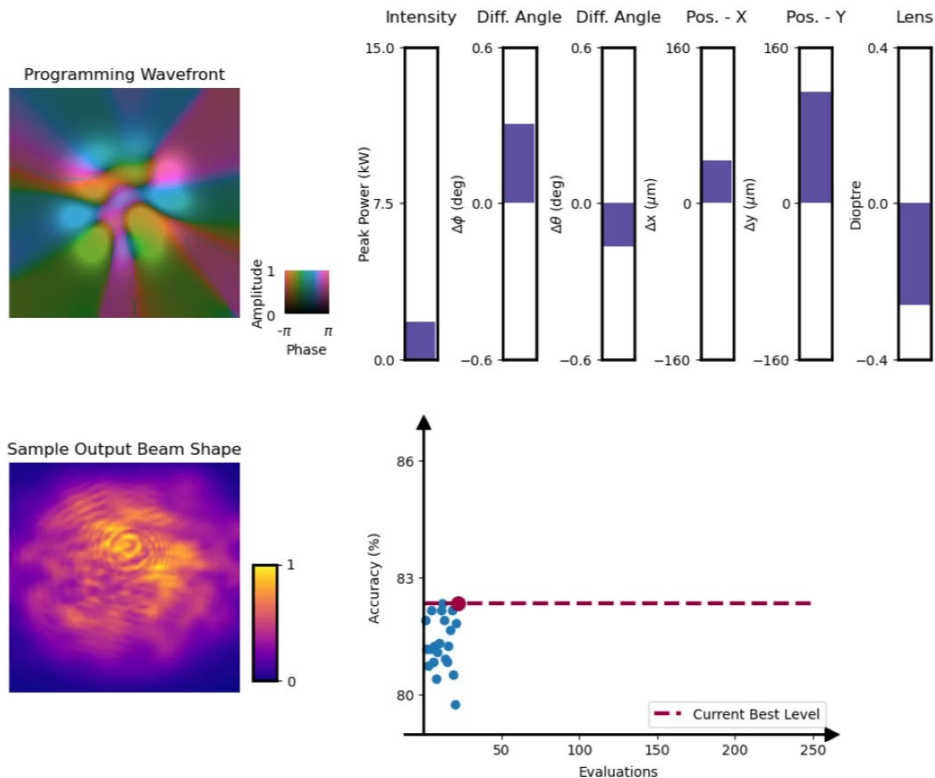 Programming Wavefront
Amplitude
1
0
-π
π
Phase
Intensity
Diff. Angle
Diff. Angle
Pos. - X
Pos. - Y
Lens
15.0
7.5
0.0
Peak Power (kW)
0.6
0.0
−0.6
Δϕ (deg)
0.6
0.0
−0.6
Δθ (deg)
160
0
−160
Δx (μm)
160
0
−160
Δy (μm)
0.4
0.0
−0.4
Dioptre
Sample Output Beam Shape
1
0
86
83
80
Accuracy (%)
Current Best Level
50
100
150
200
250
Evaluations